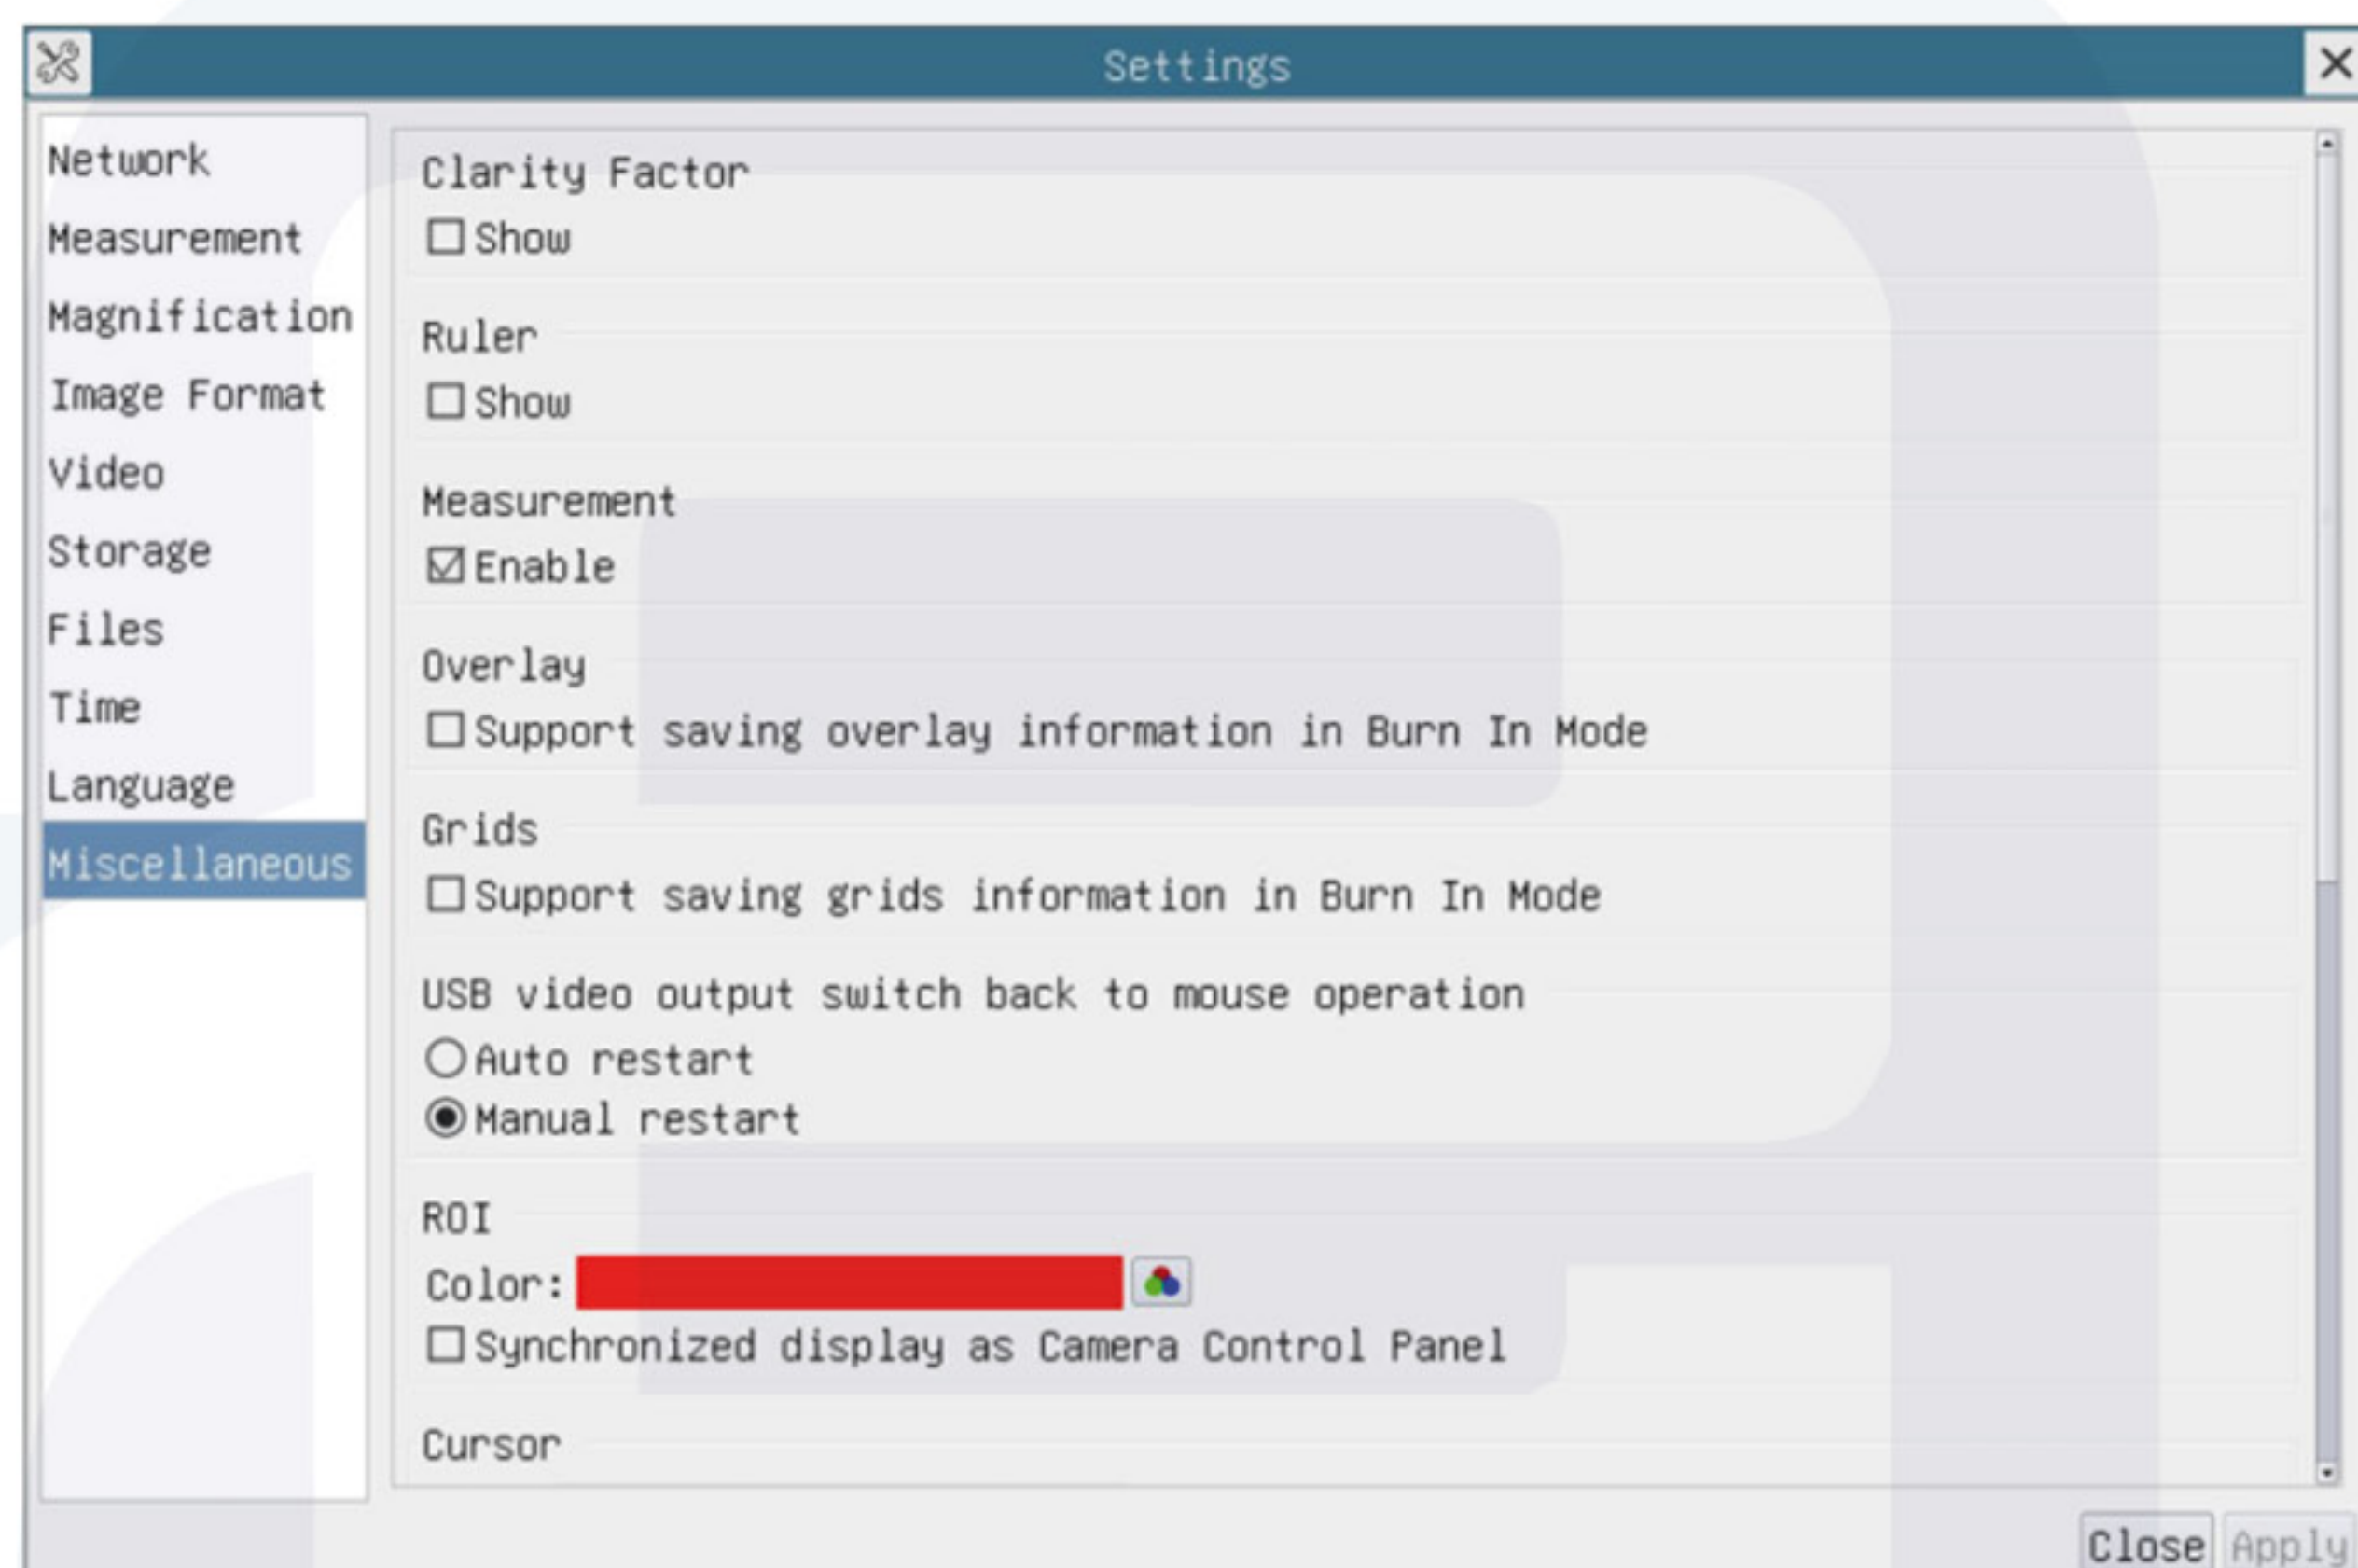 Settings
Network
Measurement
Magnification
Image Format
Video
Storage
Files
Time
Language
Miscellaneous
Clarity Factor
Show
Ruler
Show
Measurement
Enable
Overlay
Support saving overlay information in Burn In Mode
Grids
Support saving grids information in Burn In Mode
USB video output switch back to mouse operation
Auto restart
Manual restart
ROI
Color:
Synchronized display as Camera Control Panel
Cursor
Close Apply